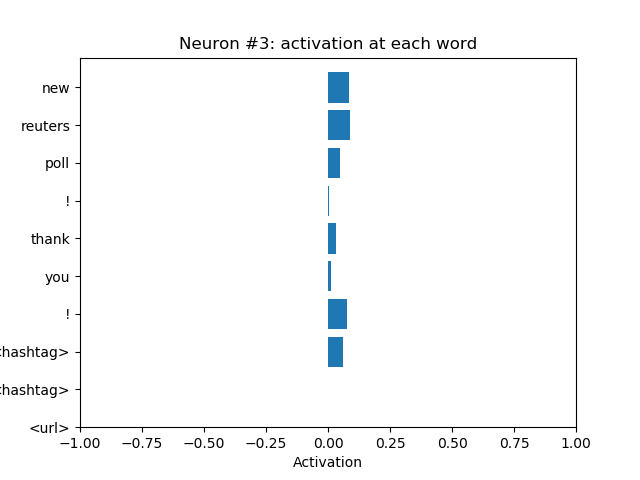 Neuron #3: activation at each word
new
reuters
poll
!
thank
you
!
hashtag>
hashtag>
<url>
−1.00 −0.75 −0.50 −0.25 0.00 0.25 0.50 0.75 1.00
Activation